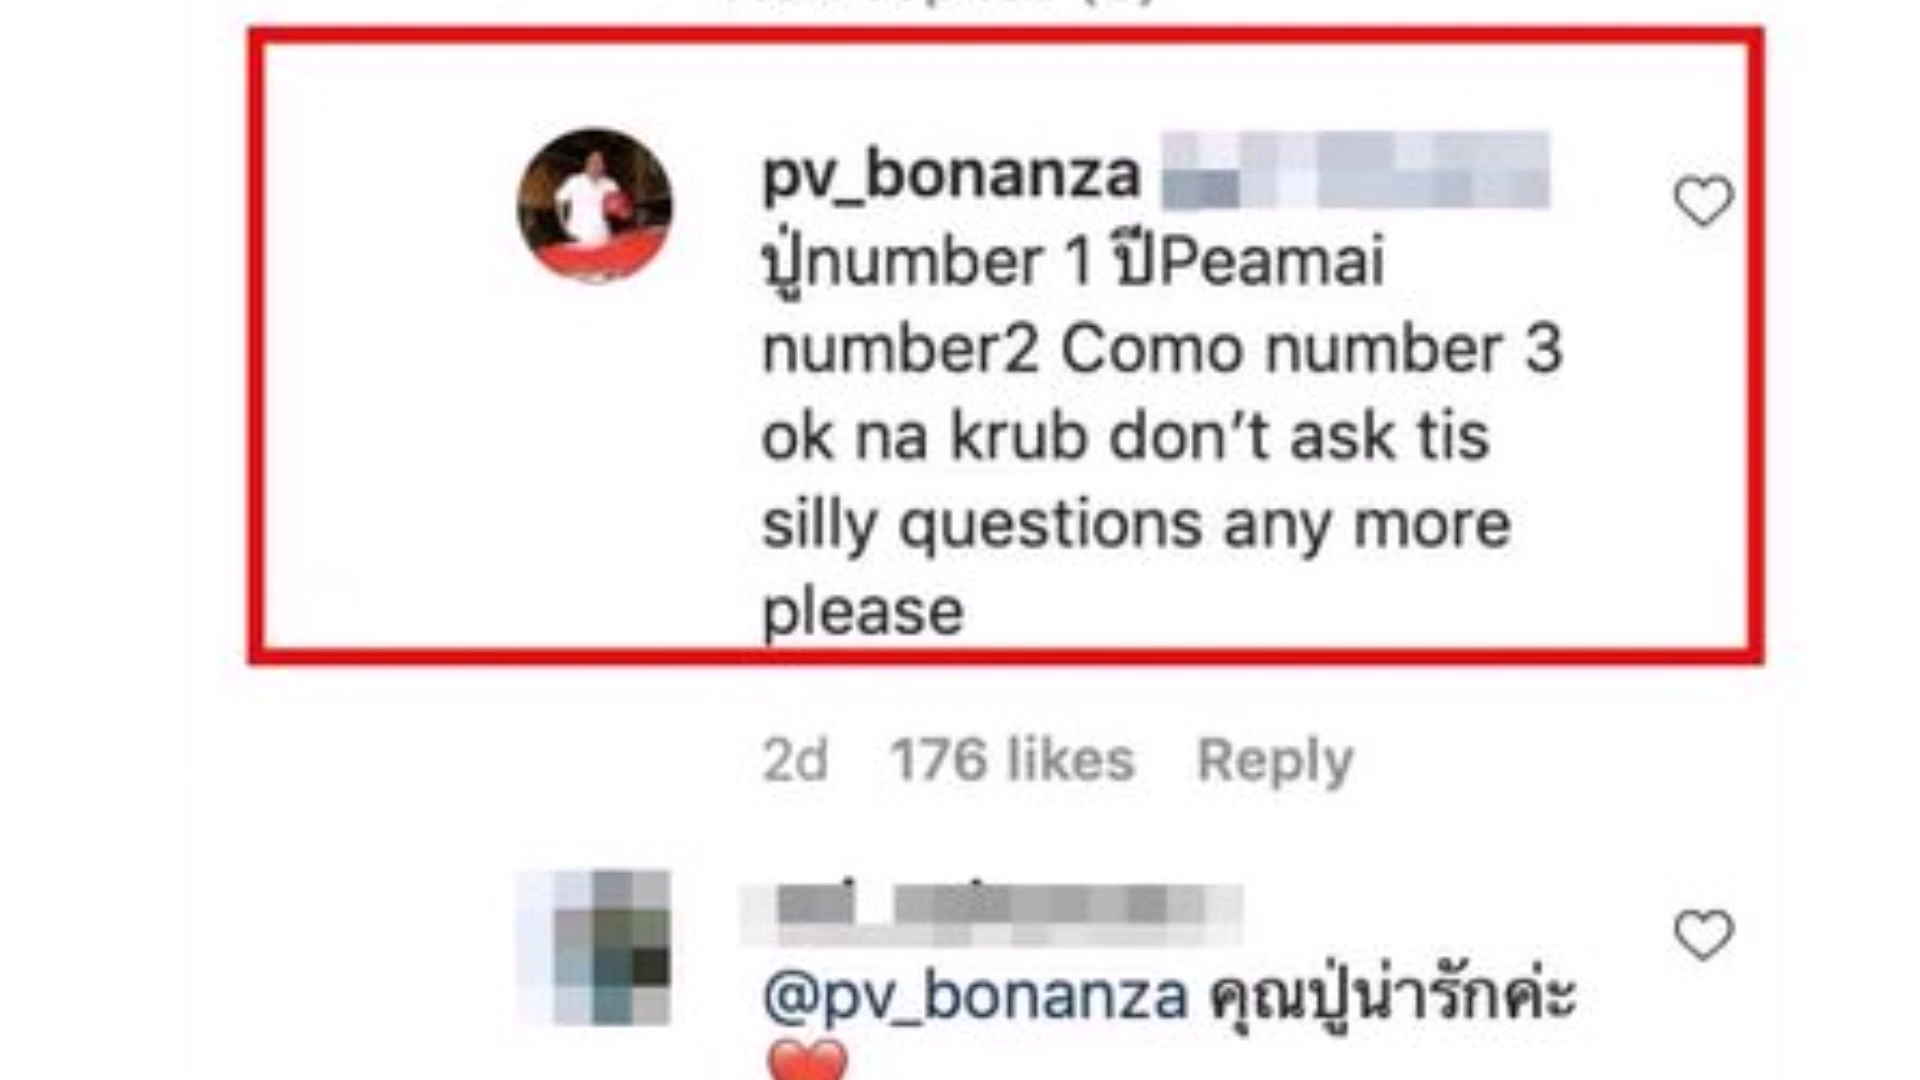 pv_bonanza
ปู่number 1 ปีPeamai
number2 Como number 3
ok na krub don’t ask tis
silly questions any more
please
2d 176 likes Reply
@pv_bonanza คุณปู่น่ารักค่ะ
❤️